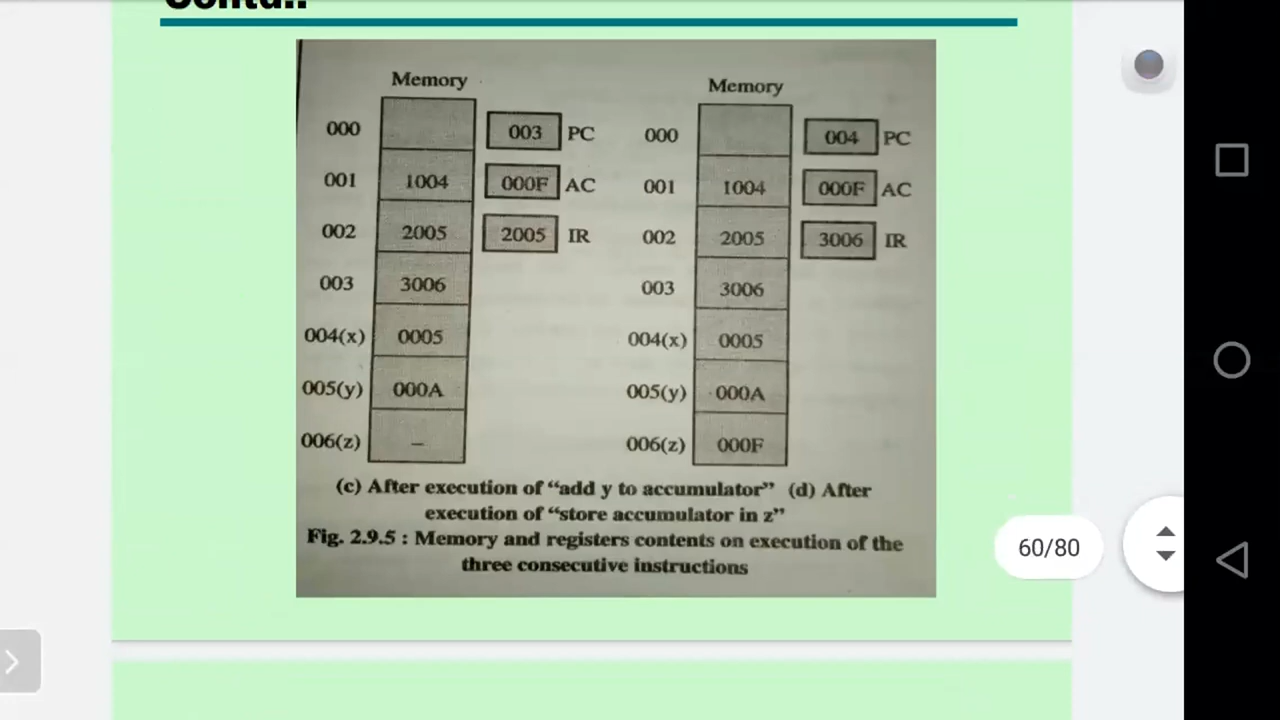 Contd..
Memory
000
003 PC
001 1004 000F AC
002 2005 2005 IR
003 3006
004(x) 0005
005(y) 000A
006(z) –
Memory
000
004 PC
001 1004 000F AC
002 2005 3006 IR
003 3006
004(x) 0005
005(y) 000A
006(z) 000F
(c) After execution of “add y to accumulator” (d) After
execution of “store accumulator in z”
Fig. 2.9.5 : Memory and registers contents on execution of the
three consecutive instructions
60/80